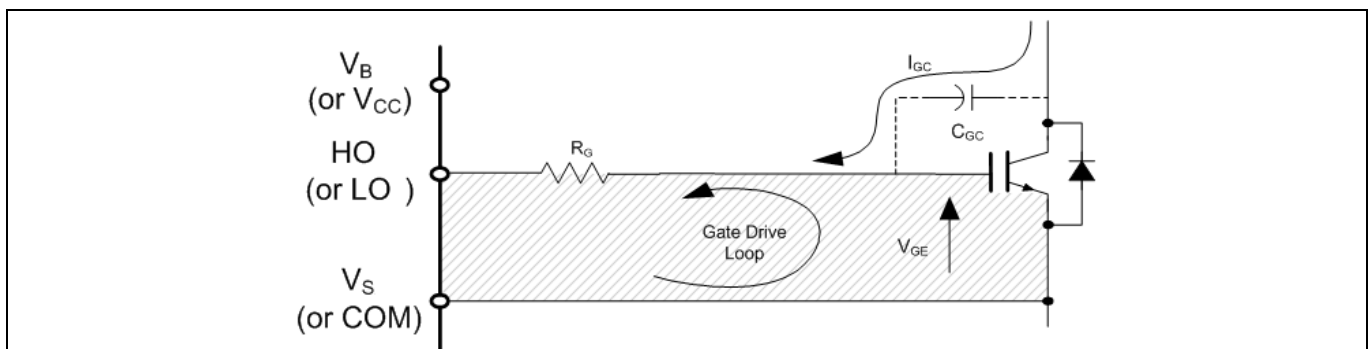 V_B
(or V_CC)
HO
(or LO )
V_S
(or COM)
R_G
I_GC
C_GC
Gate Drive
Loop
V_GE